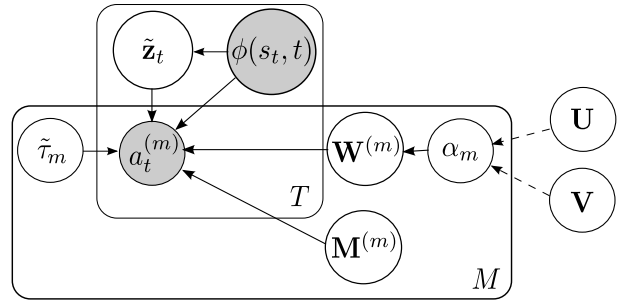 z̃_t
ϕ(s_t, t)
τ̃_m
a_t^{(m)}
W^{(m)}
α_m
U
V
T
M^{(m)}
M